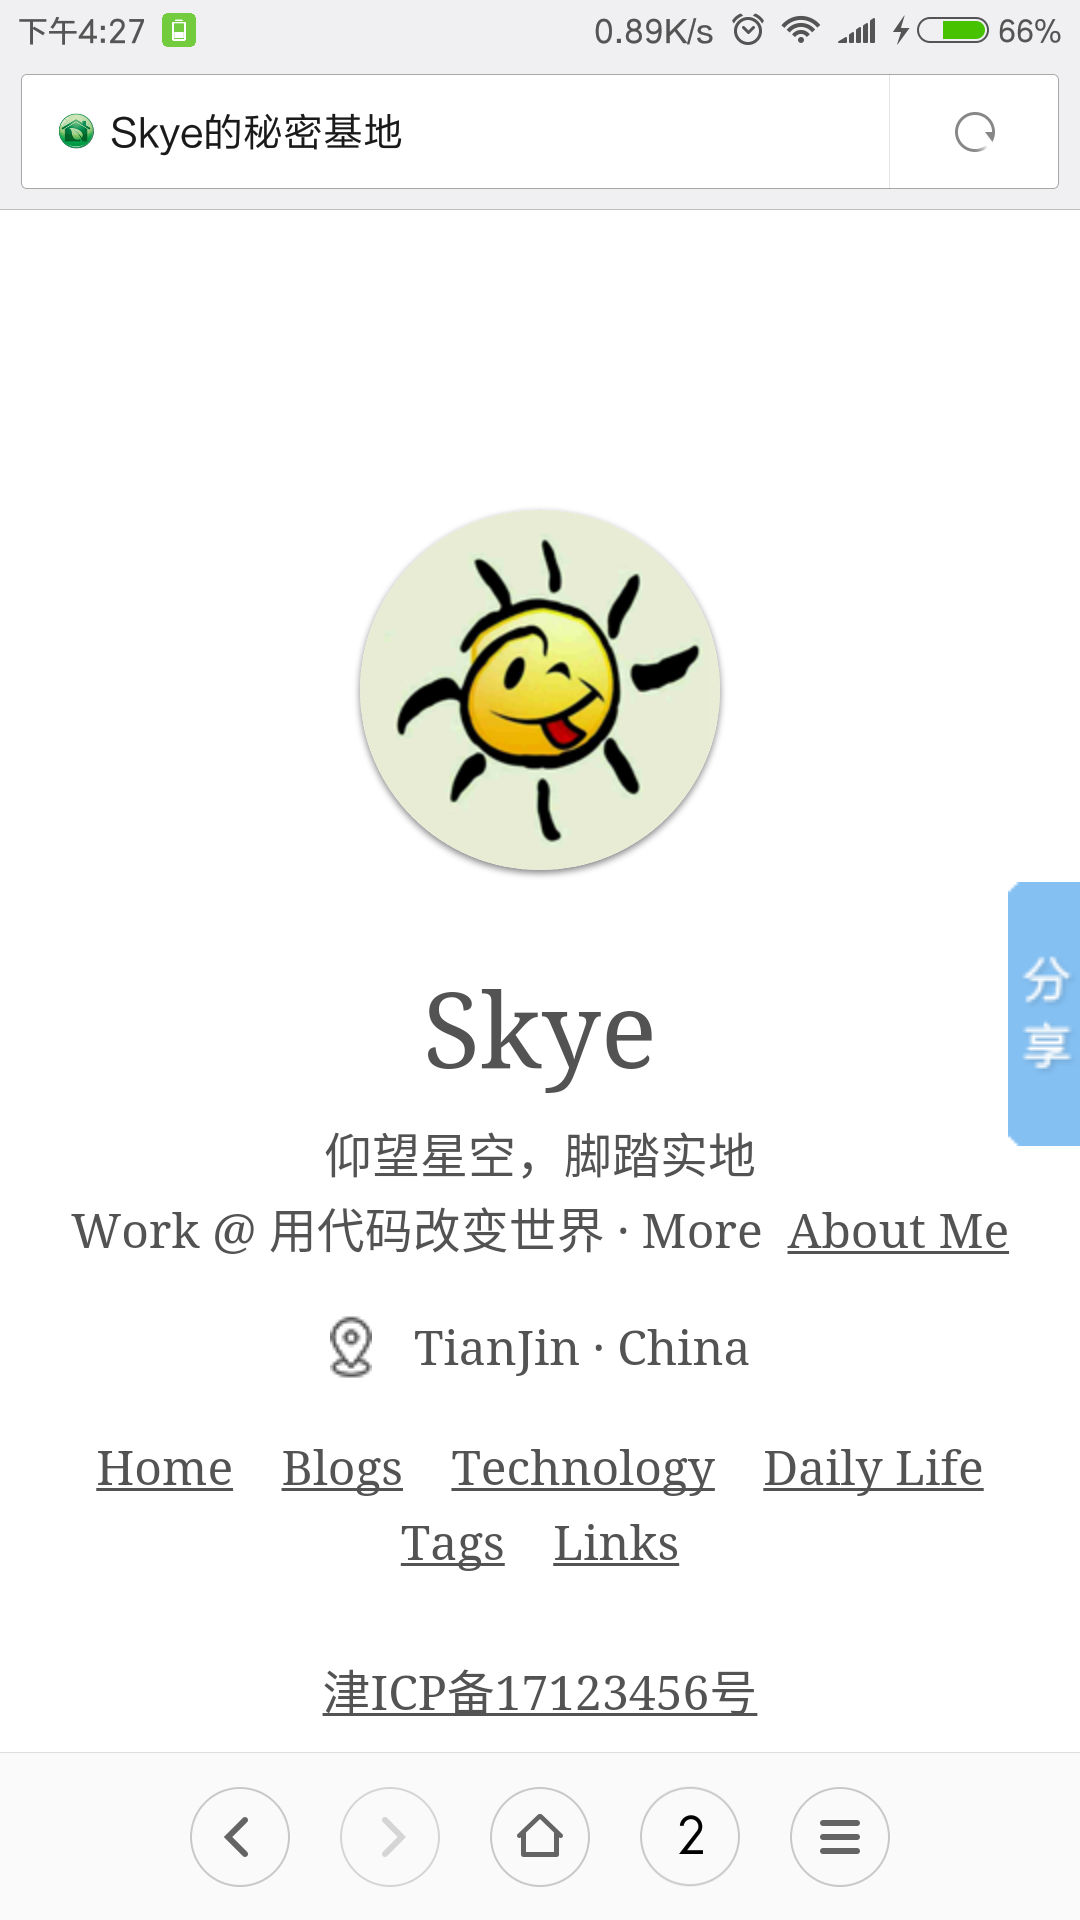 下午4:27 0.89K/s 66%
Skye的秘密基地
分
享
Skye
仰望星空，脚踏实地
Work @ 用代码改变世界 · More About Me
TianJin · China
Home Blogs Technology Daily Life
Tags Links
津ICP备17123456号
2